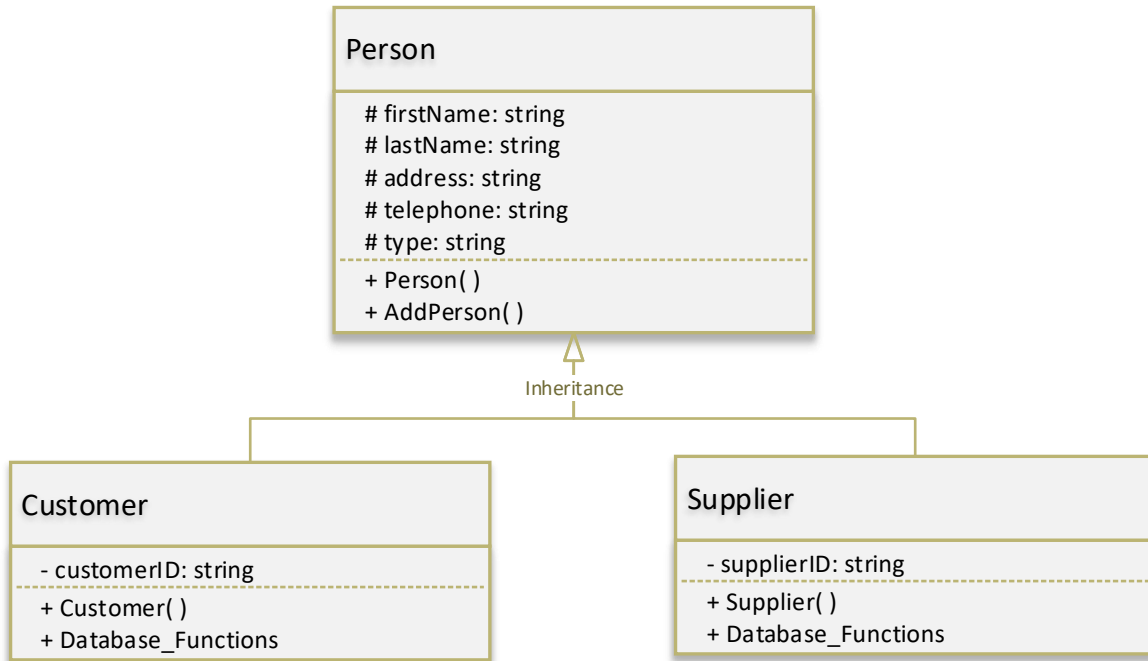 Person
# firstName: string
# lastName: string
# address: string
# telephone: string
# type: string
+ Person( )
+ AddPerson( )
Inheritance
Customer
- customerID: string
+ Customer( )
+ Database_Functions
Supplier
- supplierID: string
+ Supplier( )
+ Database_Functions